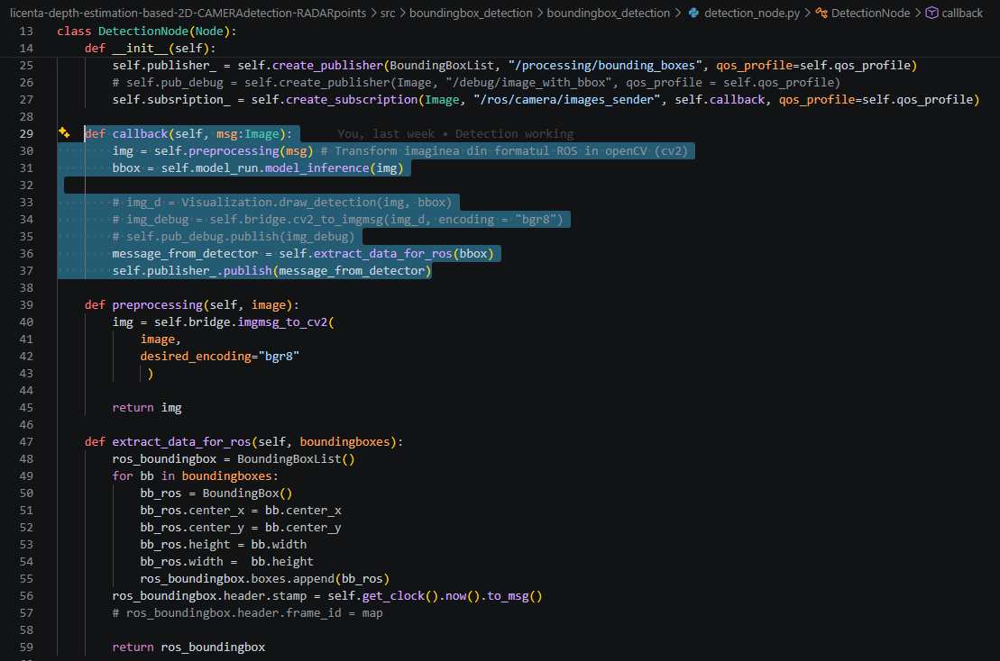 licenta-depth-estimation-based-2D-CAMERAdetection-RADARpoints > src > boundingbox_detection > boundingbox_detection > detection_node.py > DetectionNode > callback
13 class DetectionNode(Node):
14     def __init__(self):
25         self.publisher_ = self.create_publisher(BoundingBoxList, "/processing/bounding_boxes", qos_profile=self.qos_profile)
26         # self.pub_debug = self.create_publisher(Image, "/debug/image_with_bbox", qos_profile = self.qos_profile)
27         self.subsription_ = self.create_subscription(Image, "/ros/camera/images_sender", self.callback, qos_profile=self.qos_profile)
28
29     def callback(self, msg:Image):     You, last week • Detection working
30         img = self.preprocessing(msg) # Transform imaginea din formatul ROS in openCV (cv2)
31         bbox = self.model_run.model_inference(img)
32
33         # img_d = Visualization.draw_detection(img, bbox)
34         # img_debug = self.bridge.cv2_to_imgmsg(img_d, encoding = "bgr8")
35         # self.pub_debug.publish(img_debug)
36         message_from_detector = self.extract_data_for_ros(bbox)
37         self.publisher_.publish(message_from_detector)
38
39     def preprocessing(self, image):
40         img = self.bridge.imgmsg_to_cv2(
41             image,
42             desired_encoding="bgr8"
43              )
44
45         return img
46
47     def extract_data_for_ros(self, boundingboxes):
48         ros_boundingbox = BoundingBoxList()
49         for bb in boundingboxes:
50             bb_ros = BoundingBox()
51             bb_ros.center_x = bb.center_x
52             bb_ros.center_y = bb.center_y
53             bb_ros.height = bb.width
54             bb_ros.width =  bb.height
55             ros_boundingbox.boxes.append(bb_ros)
56         ros_boundingbox.header.stamp = self.get_clock().now().to_msg()
57         # ros_boundingbox.header.frame_id = map
58
59         return ros_boundingbox